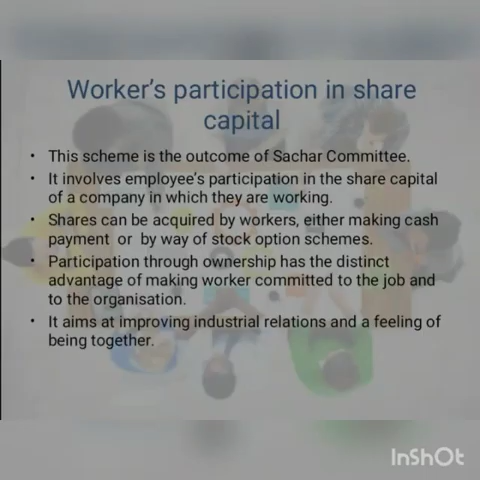 Worker's participation in share
capital
• This scheme is the outcome of Sachar Committee.
• It involves employee's participation in the share capital
of a company in which they are working.
• Shares can be acquired by workers, either making cash
payment or by way of stock option schemes.
• Participation through ownership has the distinct
advantage of making worker committed to the job and
to the organisation.
• It aims at improving industrial relations and a feeling of
being together.
InShOt